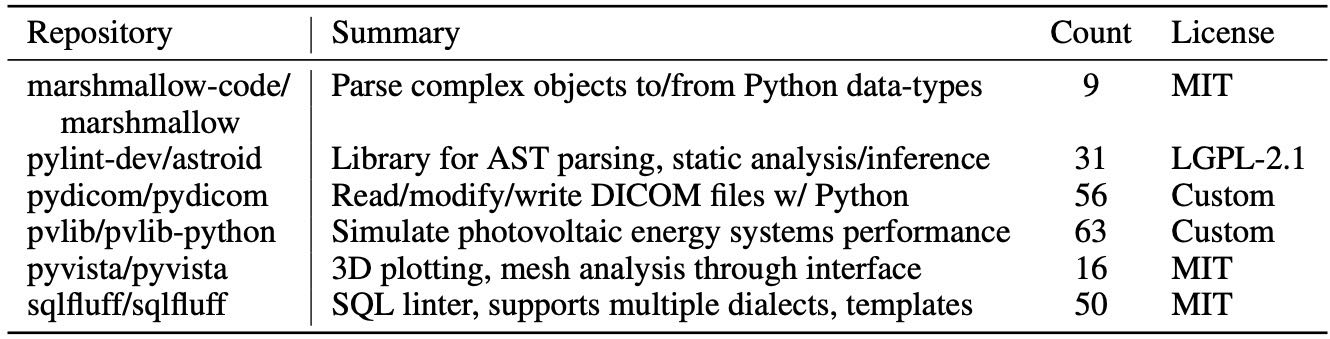 Repository Summary Count License
marshmallow-code/ Parse complex objects to/from Python data-types 9 MIT
marshmallow
pylint-dev/astroid Library for AST parsing, static analysis/inference 31 LGPL-2.1
pydicom/pydicom Read/modify/write DICOM files w/ Python 56 Custom
pvlib/pvlib-python Simulate photovoltaic energy systems performance 63 Custom
pyvista/pyvista 3D plotting, mesh analysis through interface 16 MIT
sqlfluff/sqlfluff SQL linter, supports multiple dialects, templates 50 MIT